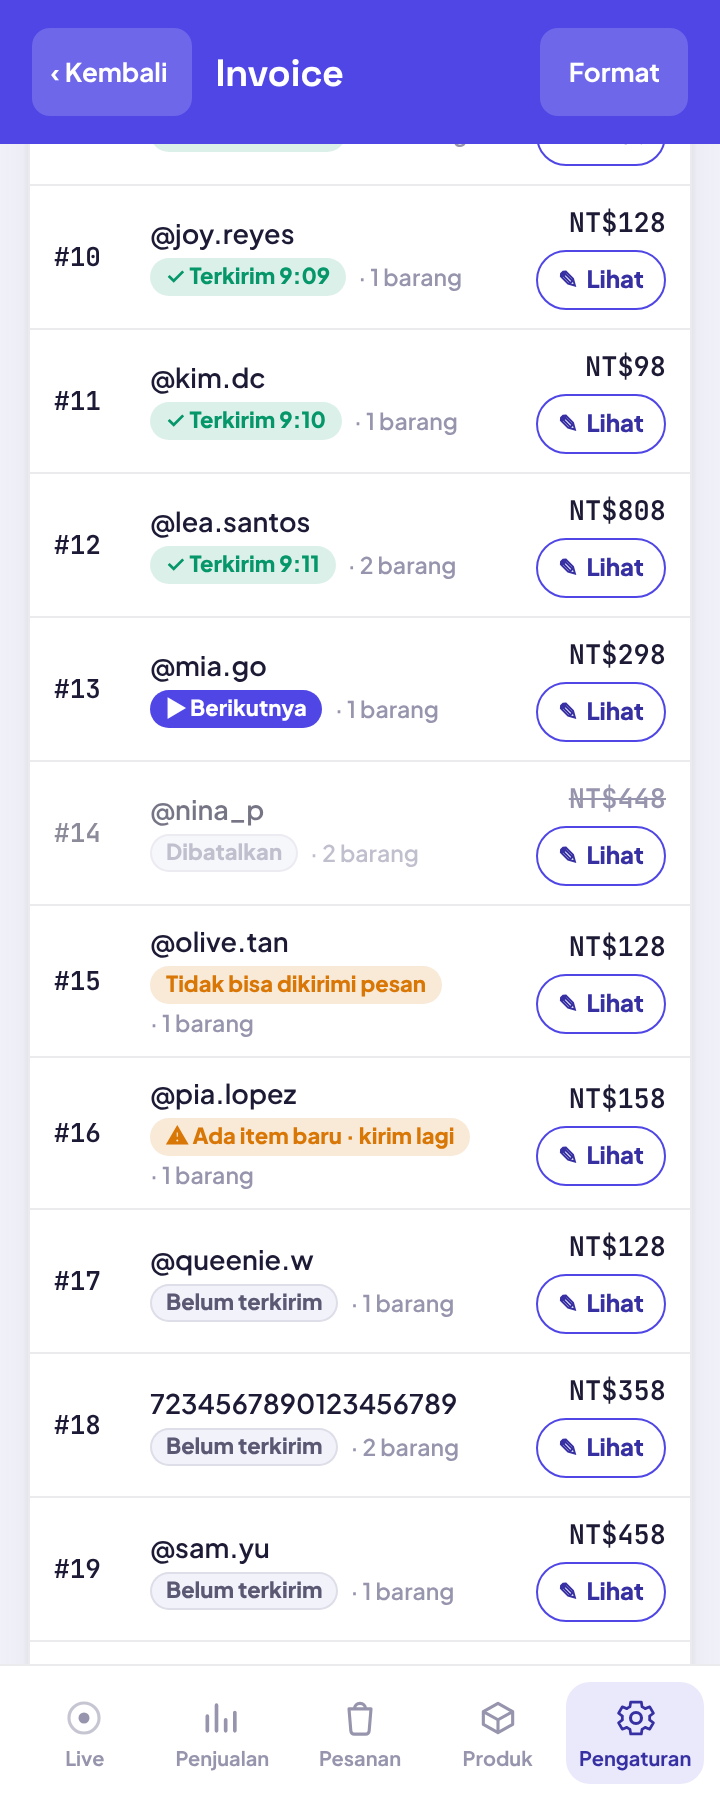 ‹ Kembali
Invoice
Format
#10
@joy.reyes
NT$128
✓ Terkirim 9:09 · 1 barang
✎ Lihat
#11
@kim.dc
NT$98
✓ Terkirim 9:10 · 1 barang
✎ Lihat
#12
@lea.santos
NT$808
✓ Terkirim 9:11 · 2 barang
✎ Lihat
#13
@mia.go
NT$298
▶ Berikutnya · 1 barang
✎ Lihat
#14
@nina_p
NT$448
Dibatalkan · 2 barang
✎ Lihat
#15
@olive.tan
NT$128
Tidak bisa dikirimi pesan
· 1 barang
✎ Lihat
#16
@pia.lopez
NT$158
⚠ Ada item baru · kirim lagi
· 1 barang
✎ Lihat
#17
@queenie.w
NT$128
Belum terkirim · 1 barang
✎ Lihat
#18
7234567890123456789
NT$358
Belum terkirim · 2 barang
✎ Lihat
#19
@sam.yu
NT$458
Belum terkirim · 1 barang
✎ Lihat
Live
Penjualan
Pesanan
Produk
Pengaturan